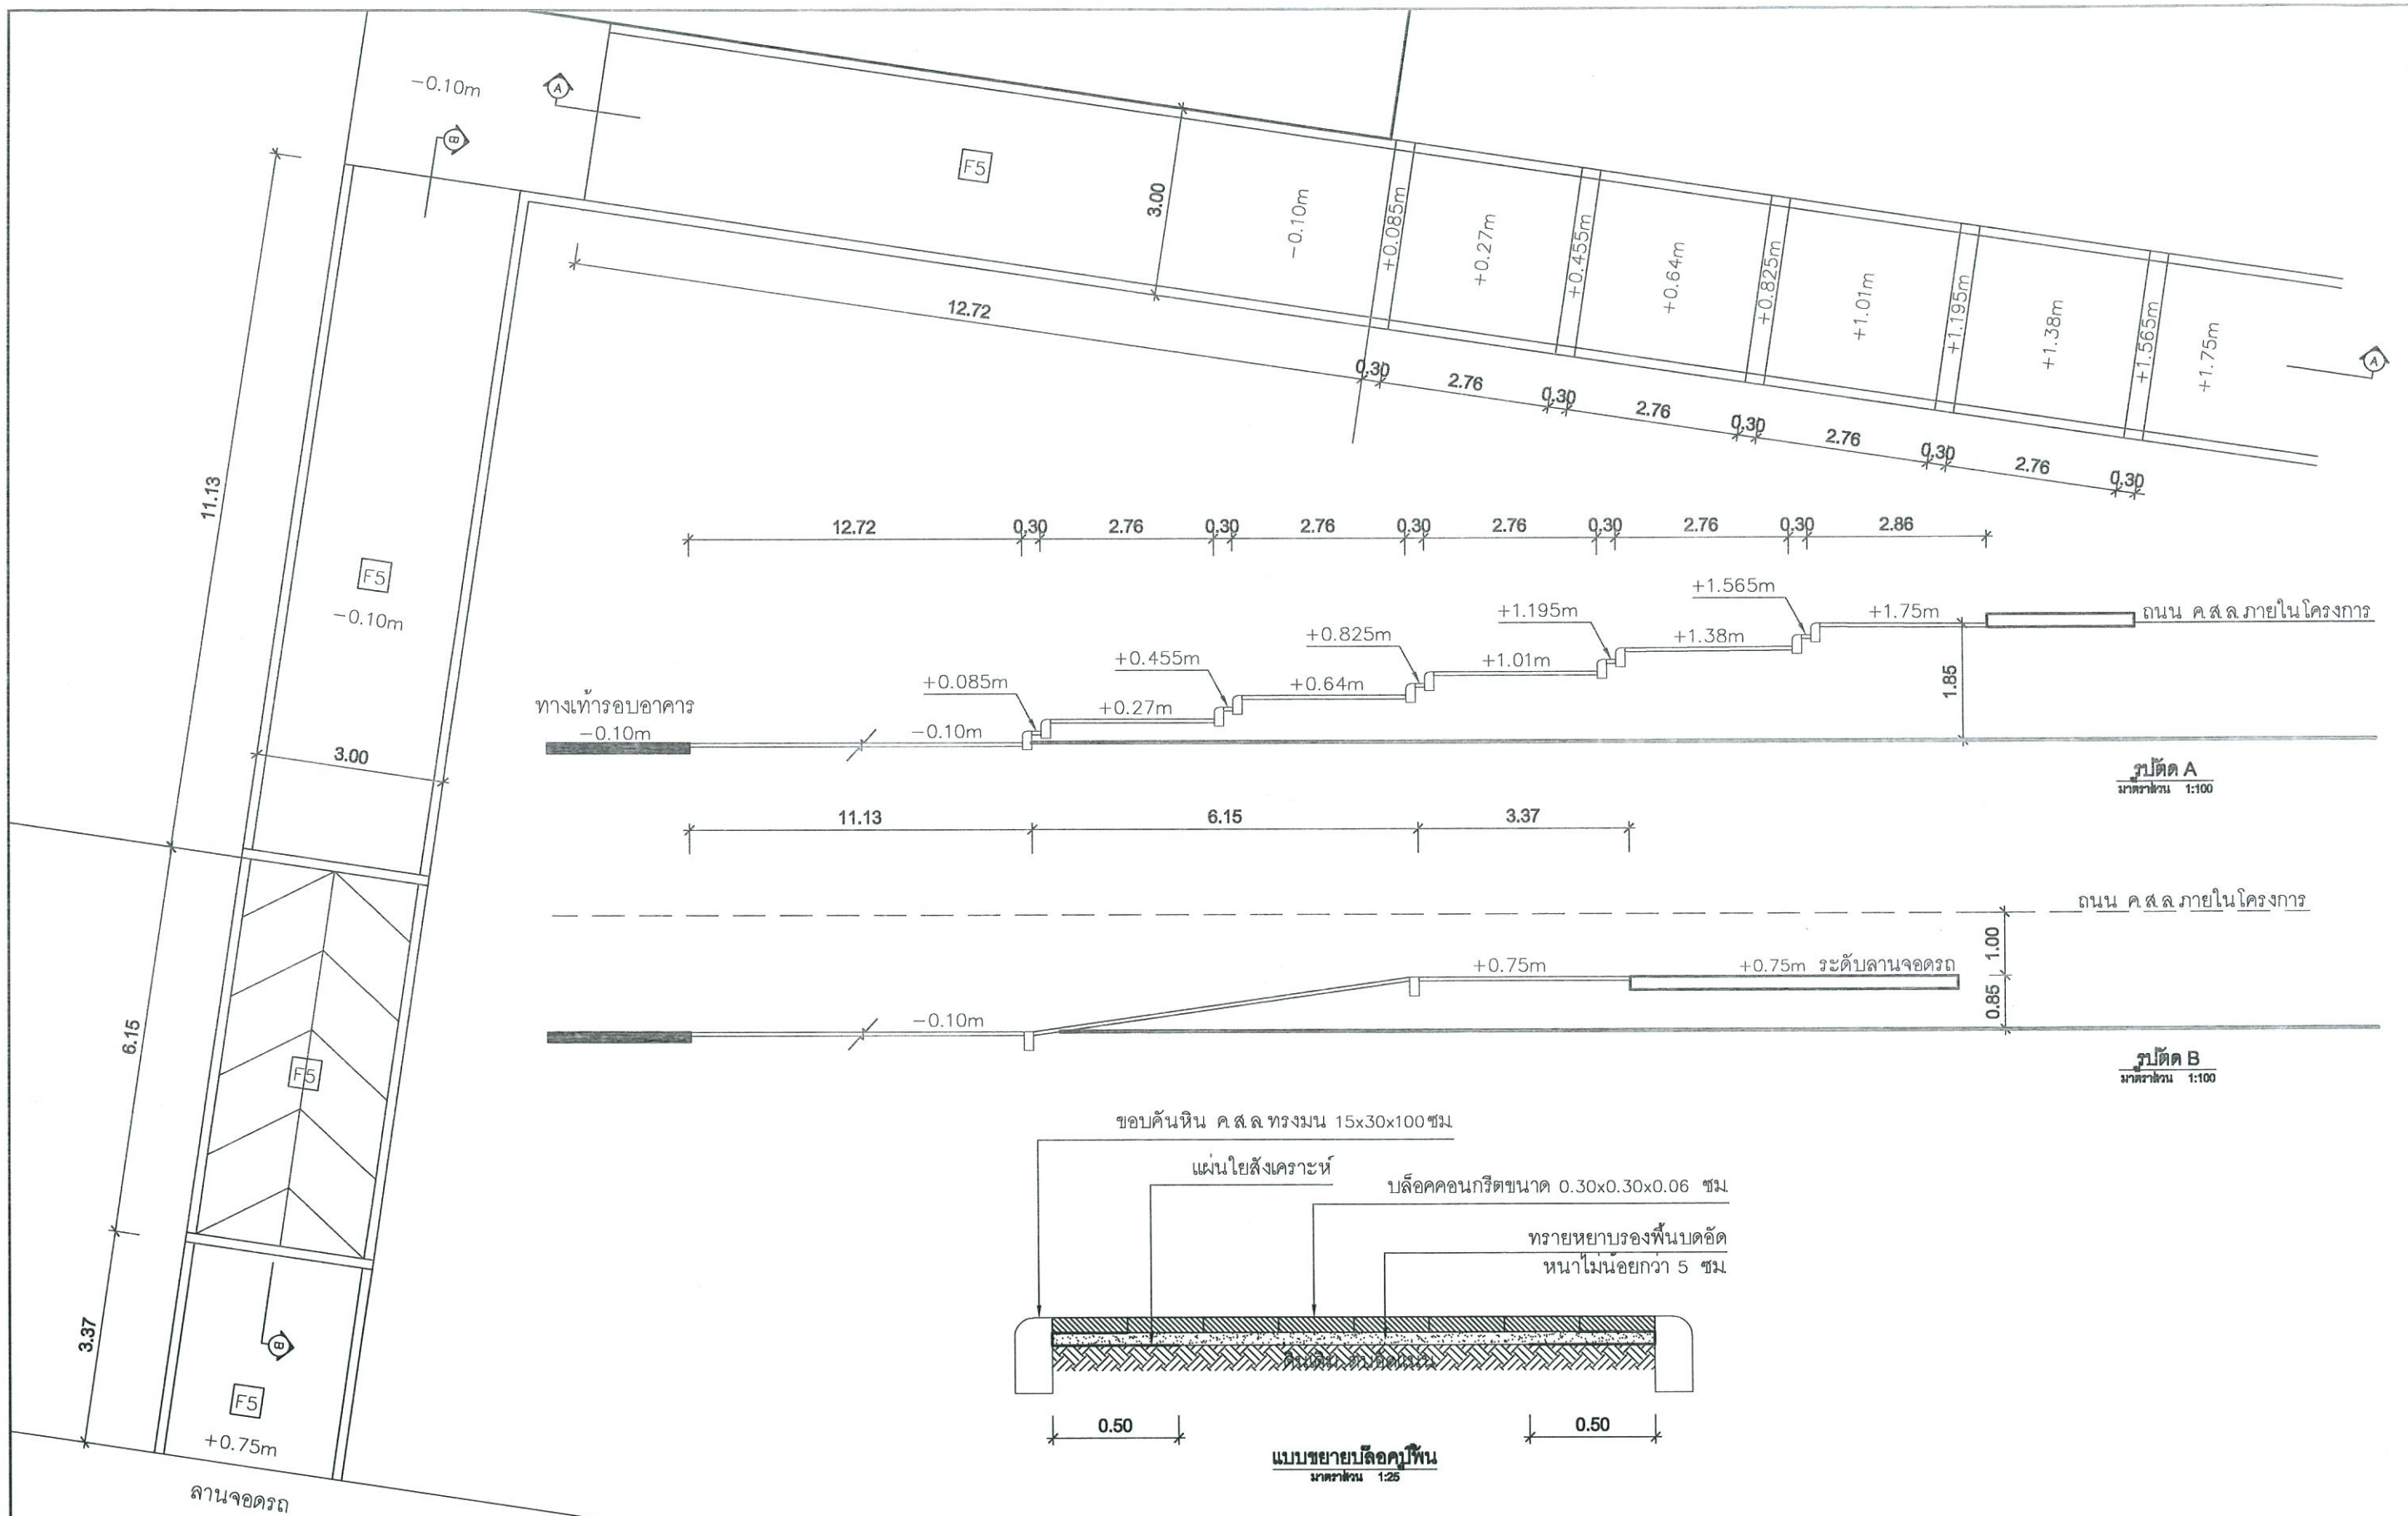 −0.10m
A
B
F5
3.00
−0.10m
+0.085m
+0.27m
+0.455m
+0.64m
+0.825m
+1.01m
+1.195m
+1.38m
+1.565m
+1.75m
A
12.72
0.30
2.76
0.30
2.76
0.30
2.76
0.30
2.76
0.30
11.13
F5
−0.10m
3.00
6.15
F5
3.37
B
F5
+0.75m
ลานจอดรถ
12.72 0.30 2.76 0.30 2.76 0.30 2.76 0.30 2.76 0.30 2.86
+1.565m
+1.195m
+1.75m
ถนน ค.ส.ล.ภายในโครงการ
+0.825m
+1.38m
+0.455m
+1.01m
+0.085m
+0.64m
1.85
ทางเท้ารอบอาคาร
+0.27m
−0.10m
−0.10m
รูปตัด A
มาตราส่วน 1:100
11.13 6.15 3.37
ถนน ค.ส.ล.ภายในโครงการ
1.00
+0.75m
+0.75m ระดับลานจอดรถ
0.85
−0.10m
รูปตัด B
มาตราส่วน 1:100
ขอบคันหิน ค.ส.ล.ทรงมน 15x30x100ซม.
แผ่นใยสังเคราะห์
บล็อคคอนกรีตขนาด 0.30x0.30x0.06 ซม.
ทรายหยาบรองพื้นบดอัด
หนาไม่น้อยกว่า 5 ซม.
ดินเดิม
0.50
0.50
แบบขยายบล๊อคปูพื้น
มาตราส่วน 1:25